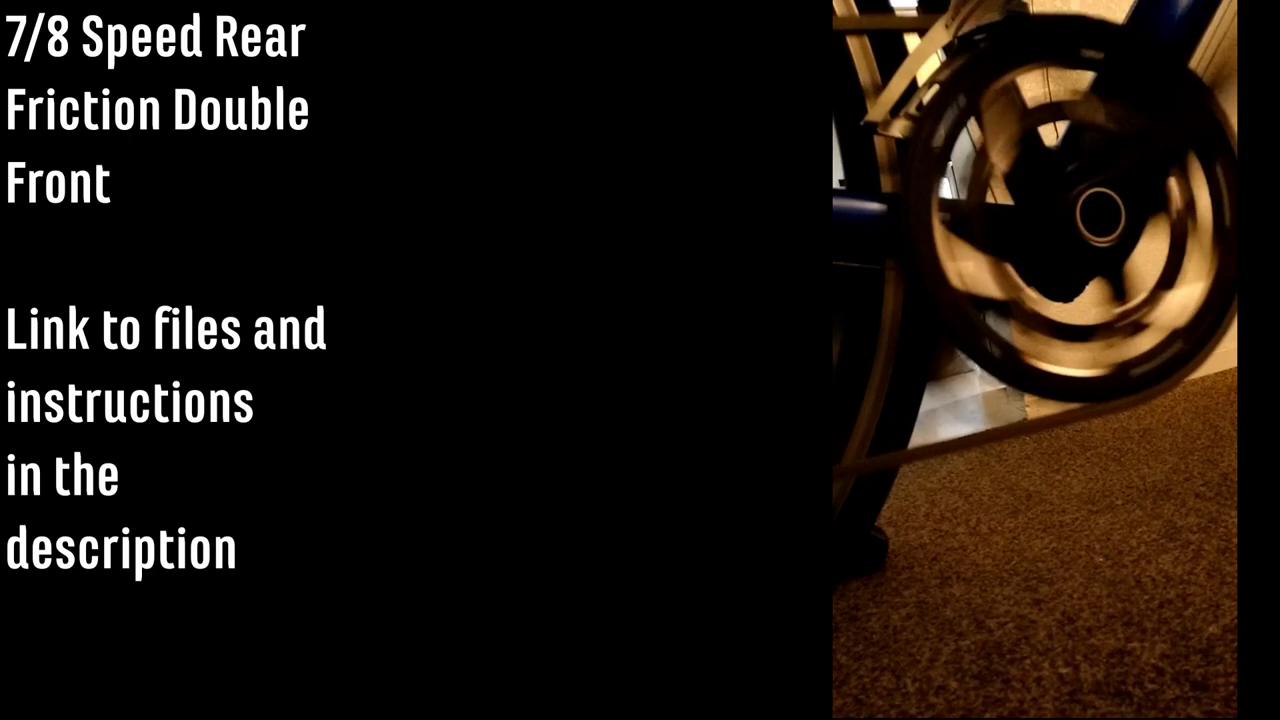 7/8 Speed Rear
Friction Double
Front
Link to files and
instructions
in the
description